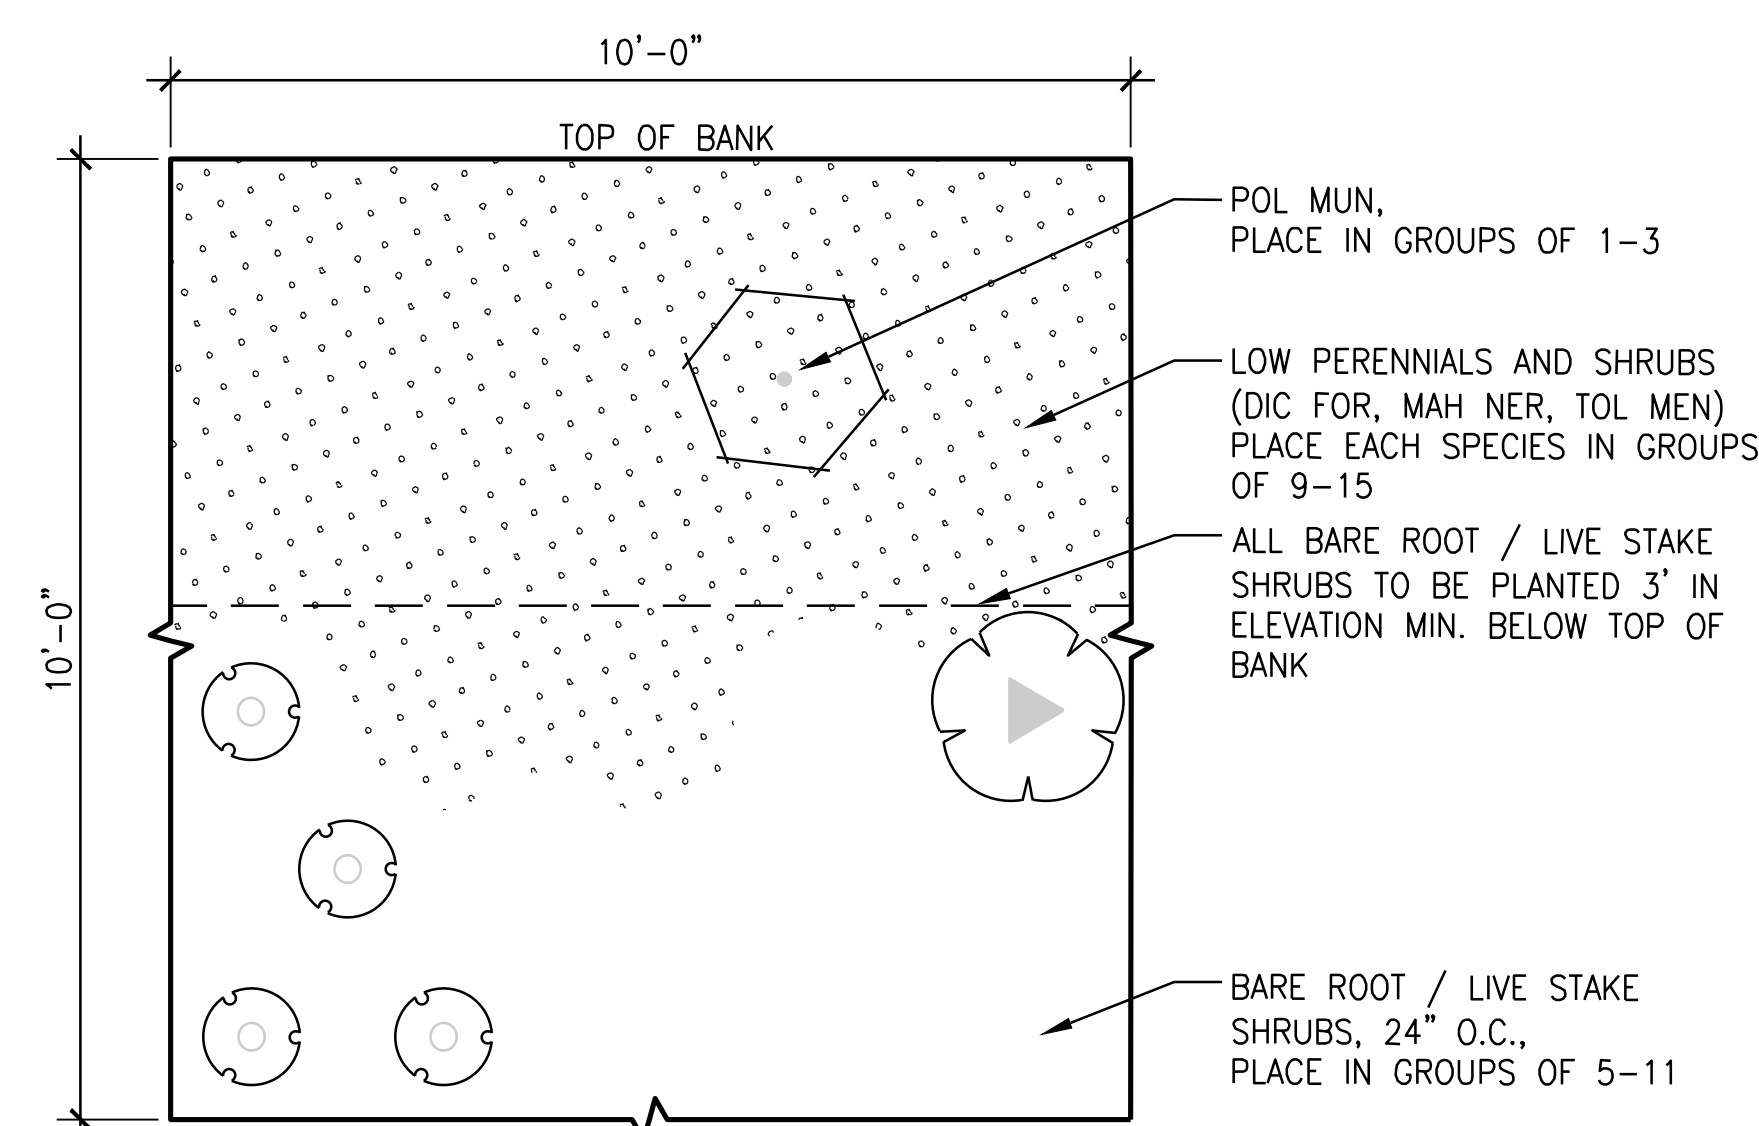 10'-0"
TOP OF BANK
10'-0"
POL MUN,
PLACE IN GROUPS OF 1-3
LOW PERENNIALS AND SHRUBS
(DIC FOR, MAH NER, TOL MEN)
PLACE EACH SPECIES IN GROUPS
OF 9-15
ALL BARE ROOT / LIVE STAKE
SHRUBS TO BE PLANTED 3' IN
ELEVATION MIN. BELOW TOP OF
BANK
BARE ROOT / LIVE STAKE
SHRUBS, 24" O.C.,
PLACE IN GROUPS OF 5-11